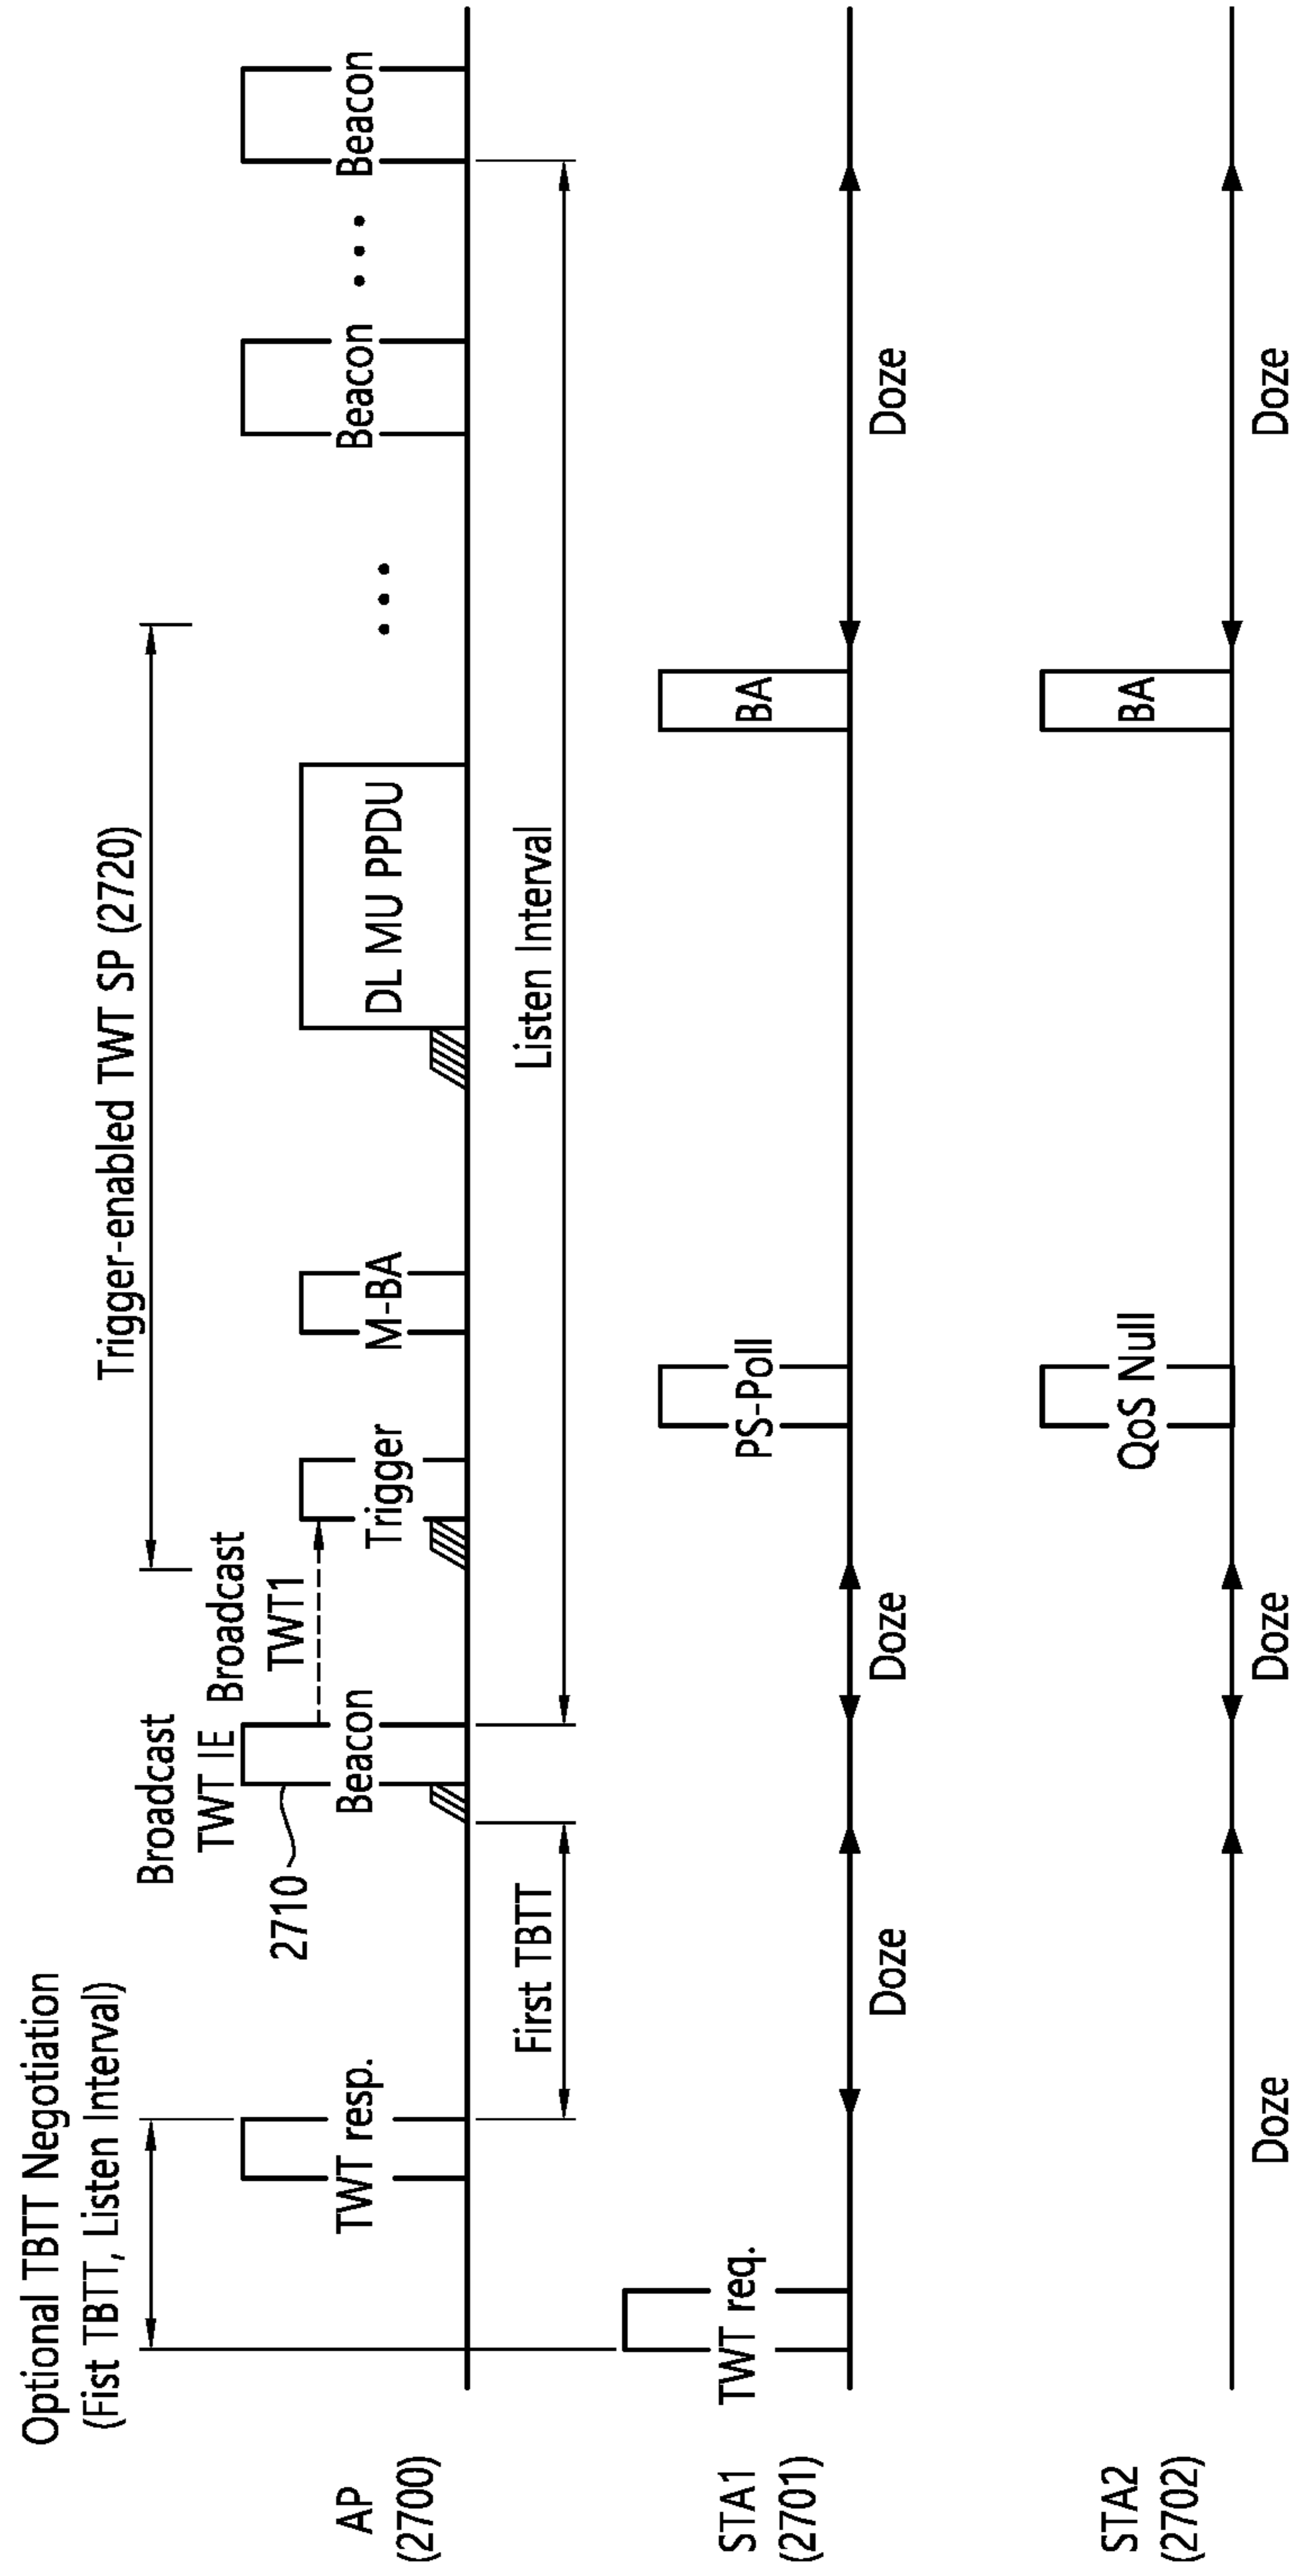 Optional TBTT Negotiation
(Fist TBTT, Listen Interval)
Broadcast
TWT IE
Broadcast
TWT1
Trigger-enabled TWT SP (2720)
2710
AP
(2700)
TWT resp.
Beacon
Trigger
M-BA
DL MU PPDU
Beacon
Beacon
First TBTT
Listen Interval
STA1
(2701)
TWT req.
PS-Poll
BA
Doze
Doze
Doze
STA2
(2702)
QoS Null
BA
Doze
Doze
Doze